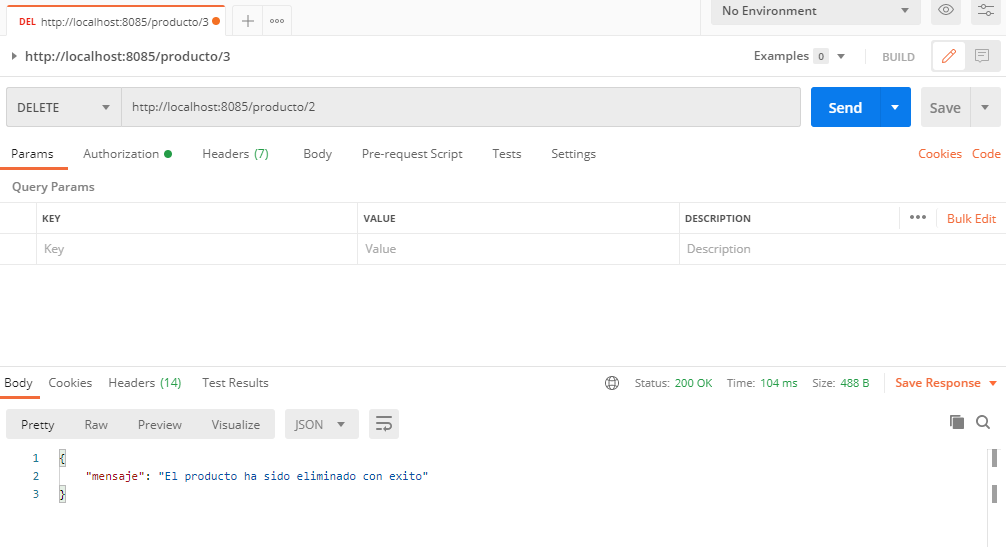 DEL http://localhost:8085/producto/3
No Environment
http://localhost:8085/producto/3
Examples 0
BUILD
DELETE http://localhost:8085/producto/2 Send Save
Params Authorization Headers (7) Body Pre-request Script Tests Settings Cookies Code
Query Params
KEY VALUE DESCRIPTION Bulk Edit
Key Value Description
Body Cookies Headers (14) Test Results Status: 200 OK Time: 104 ms Size: 488 B Save Response
Pretty Raw Preview Visualize JSON
1 {
2 "mensaje": "El producto ha sido eliminado con exito"
3 }